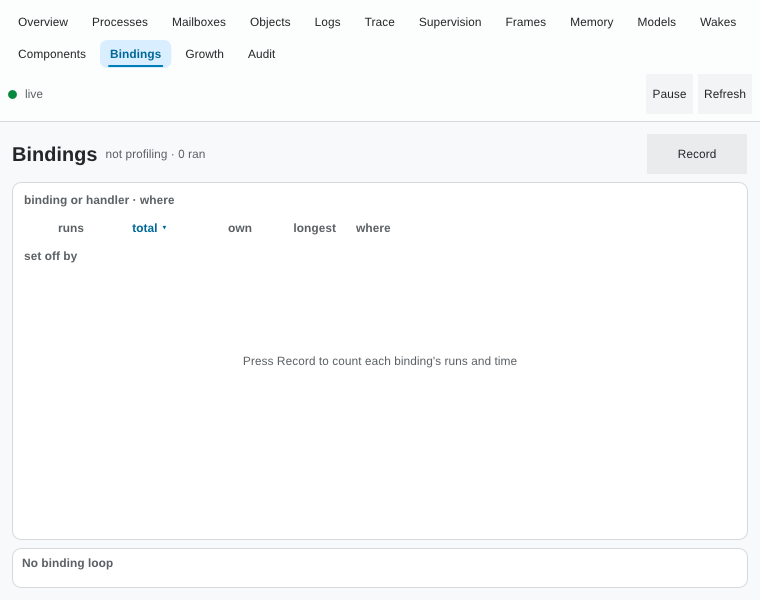 Overview Processes Mailboxes Objects Logs Trace Supervision Frames Memory Models Wakes
Components Bindings Growth Audit
live Pause Refresh
Bindings not profiling · 0 ran Record
binding or handler · where
runs total ▾ own longest where
set off by
Press Record to count each binding's runs and time
No binding loop